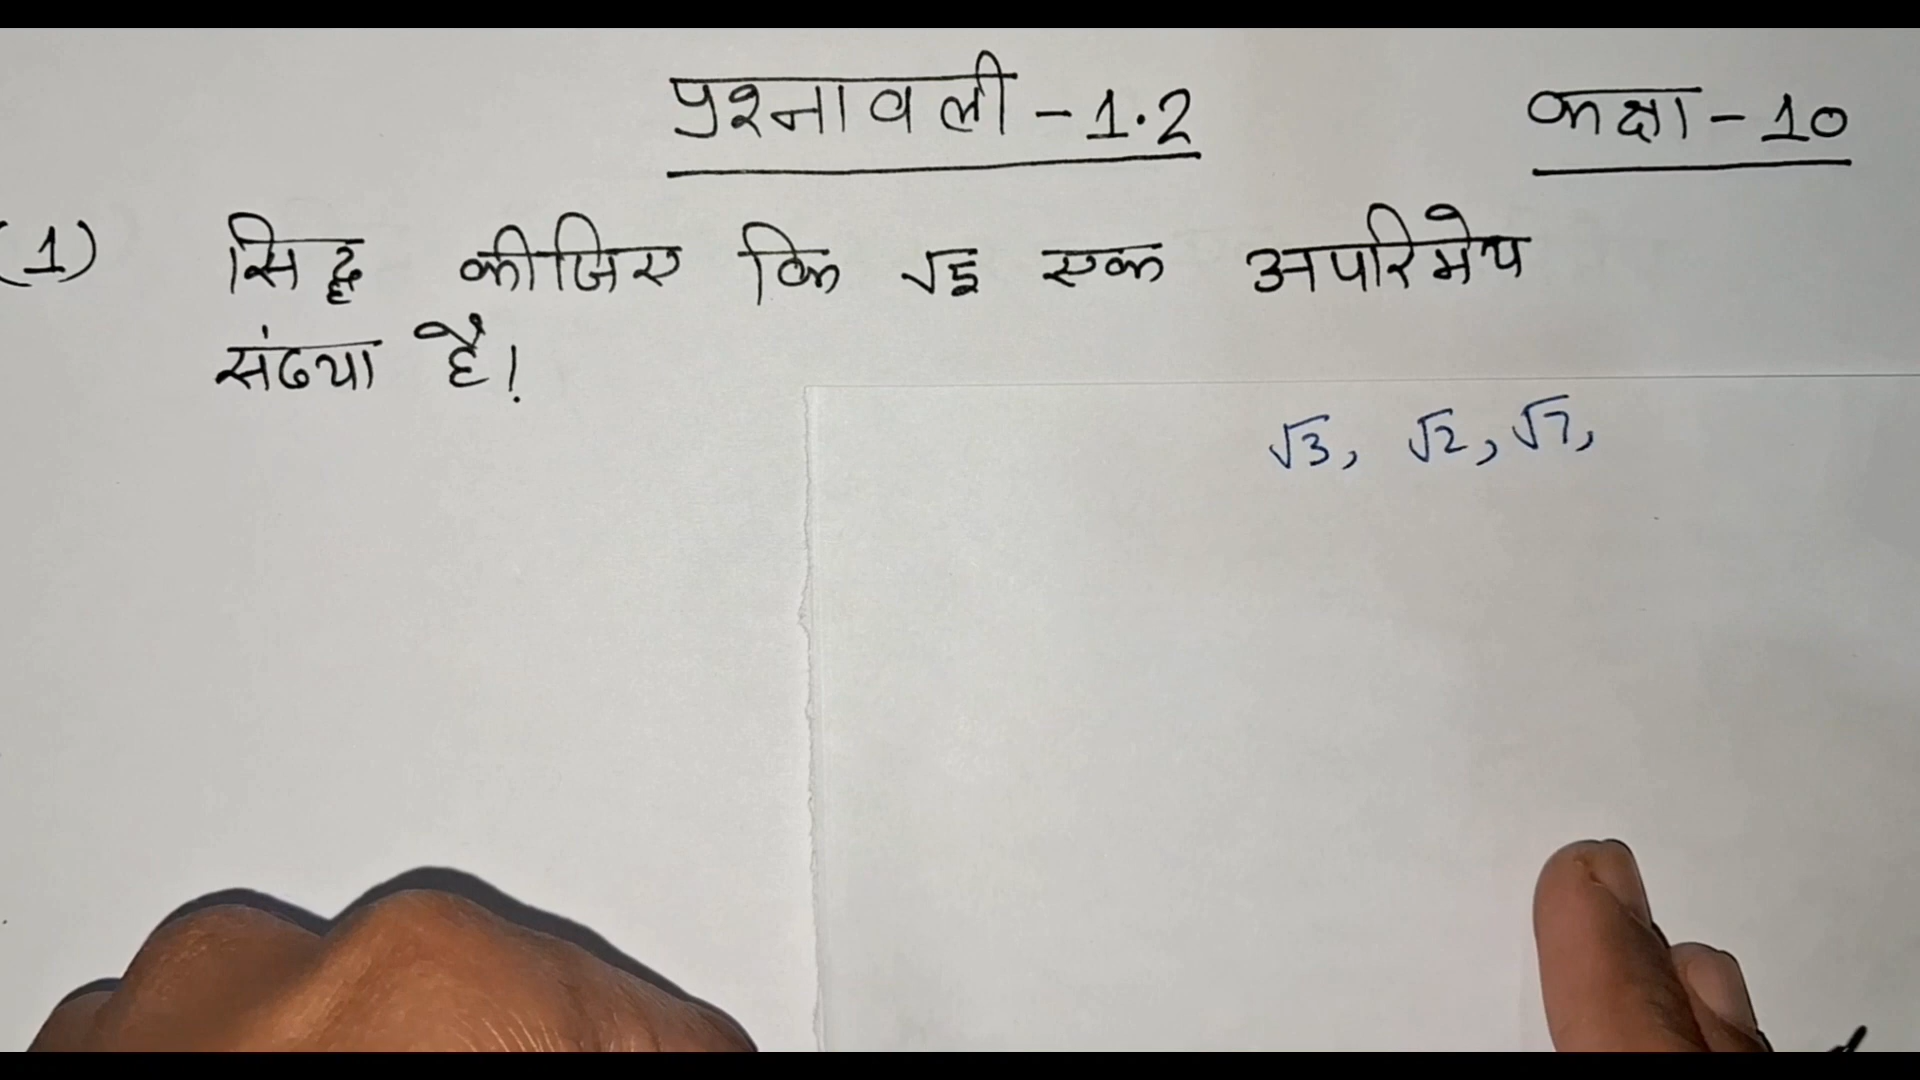 प्रश्नावली - 1.2 कक्षा - 10
(1) सिद्ध कीजिए कि √5 एक अपरिमेय
संख्या है।
√3, √2, √7,